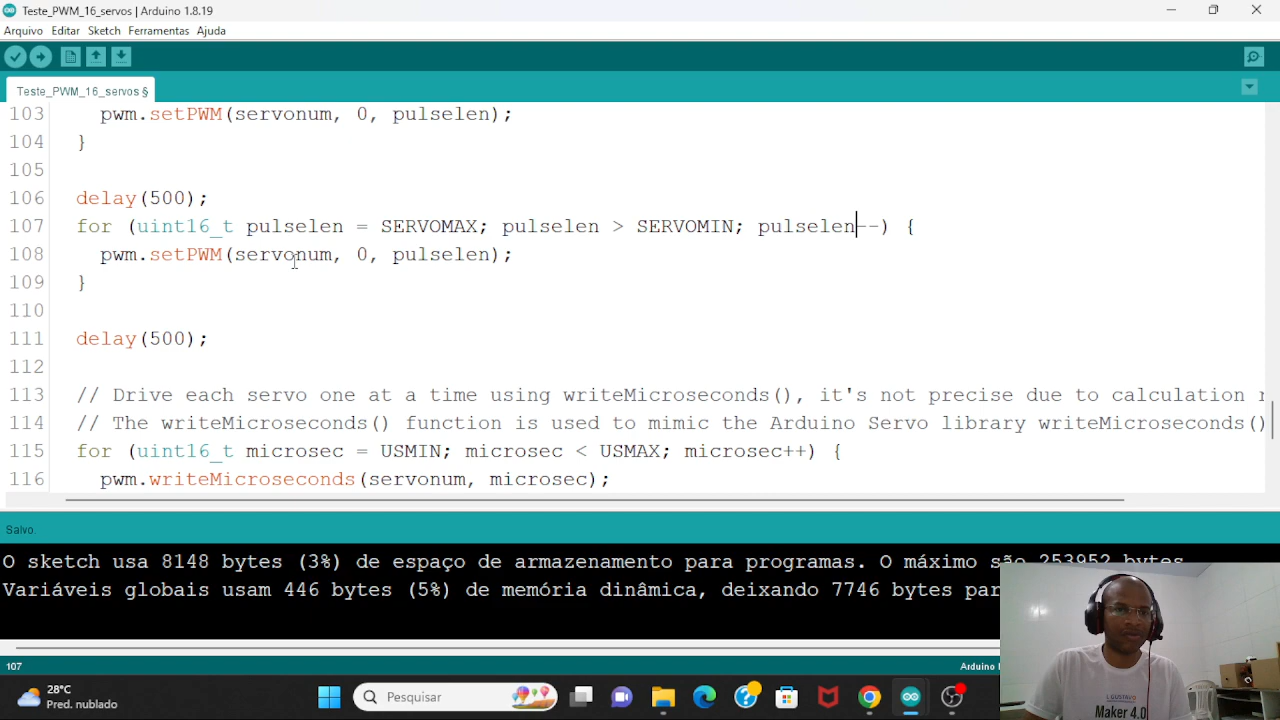 Teste_PWM_16_servos | Arduino 1.8.19
Arquivo Editar Sketch Ferramentas Ajuda
Teste_PWM_16_servos §
103 pwm.setPWM(servonum, 0, pulselen);
104 }
105
106 delay(500);
107 for (uint16_t pulselen = SERVOMAX; pulselen > SERVOMIN; pulselen--) {
108 pwm.setPWM(servonum, 0, pulselen);
109 }
110
111 delay(500);
112
113 // Drive each servo one at a time using writeMicroseconds(), it's not precise due to calculation
114 // The writeMicroseconds() function is used to mimic the Arduino Servo library writeMicroseconds()
115 for (uint16_t microsec = USMIN; microsec < USMAX; microsec++) {
116 pwm.writeMicroseconds(servonum, microsec);
Salvo.
O sketch usa 8148 bytes (3%) de espaço de armazenamento para programas. O máximo são 253952 bytes
Variáveis globais usam 446 bytes (5%) de memória dinâmica, deixando 7746 bytes par
107
Arduino
28°C
Pred. nublado
Pesquisar
L GUSTAVO
Maker 4.0